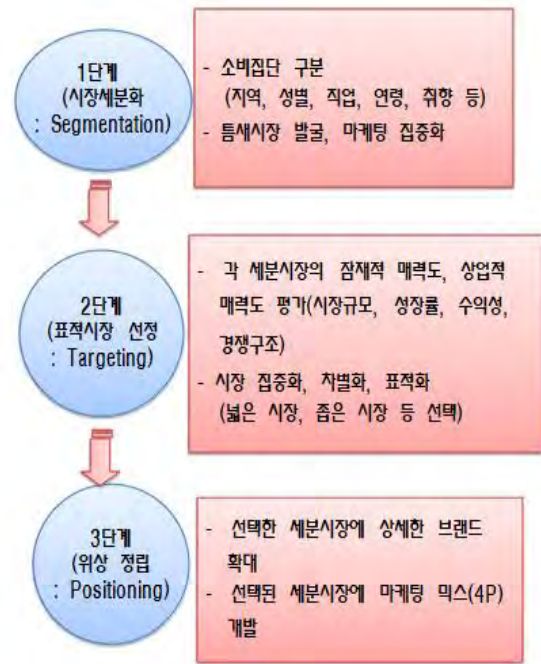 1단계
(시장세분화
: Segmentation)
- 소비집단 구분
(지역, 성별, 직업, 연령, 취향 등)
- 틈새시장 발굴, 마케팅 집중화
2단계
(표적시장 선정
: Targeting)
- 각 세분시장의 잠재적 매력도, 상업적
매력도 평가(시장규모, 성장률, 수익성,
경쟁구조)
- 시장 집중화, 차별화, 표적화
(넓은 시장, 좁은 시장 등 선택)
3단계
(위상 정립
: Positioning)
- 선택한 세분시장에 상세한 브랜드
확대
- 선택된 세분시장에 마케팅 믹스(4P)
개발